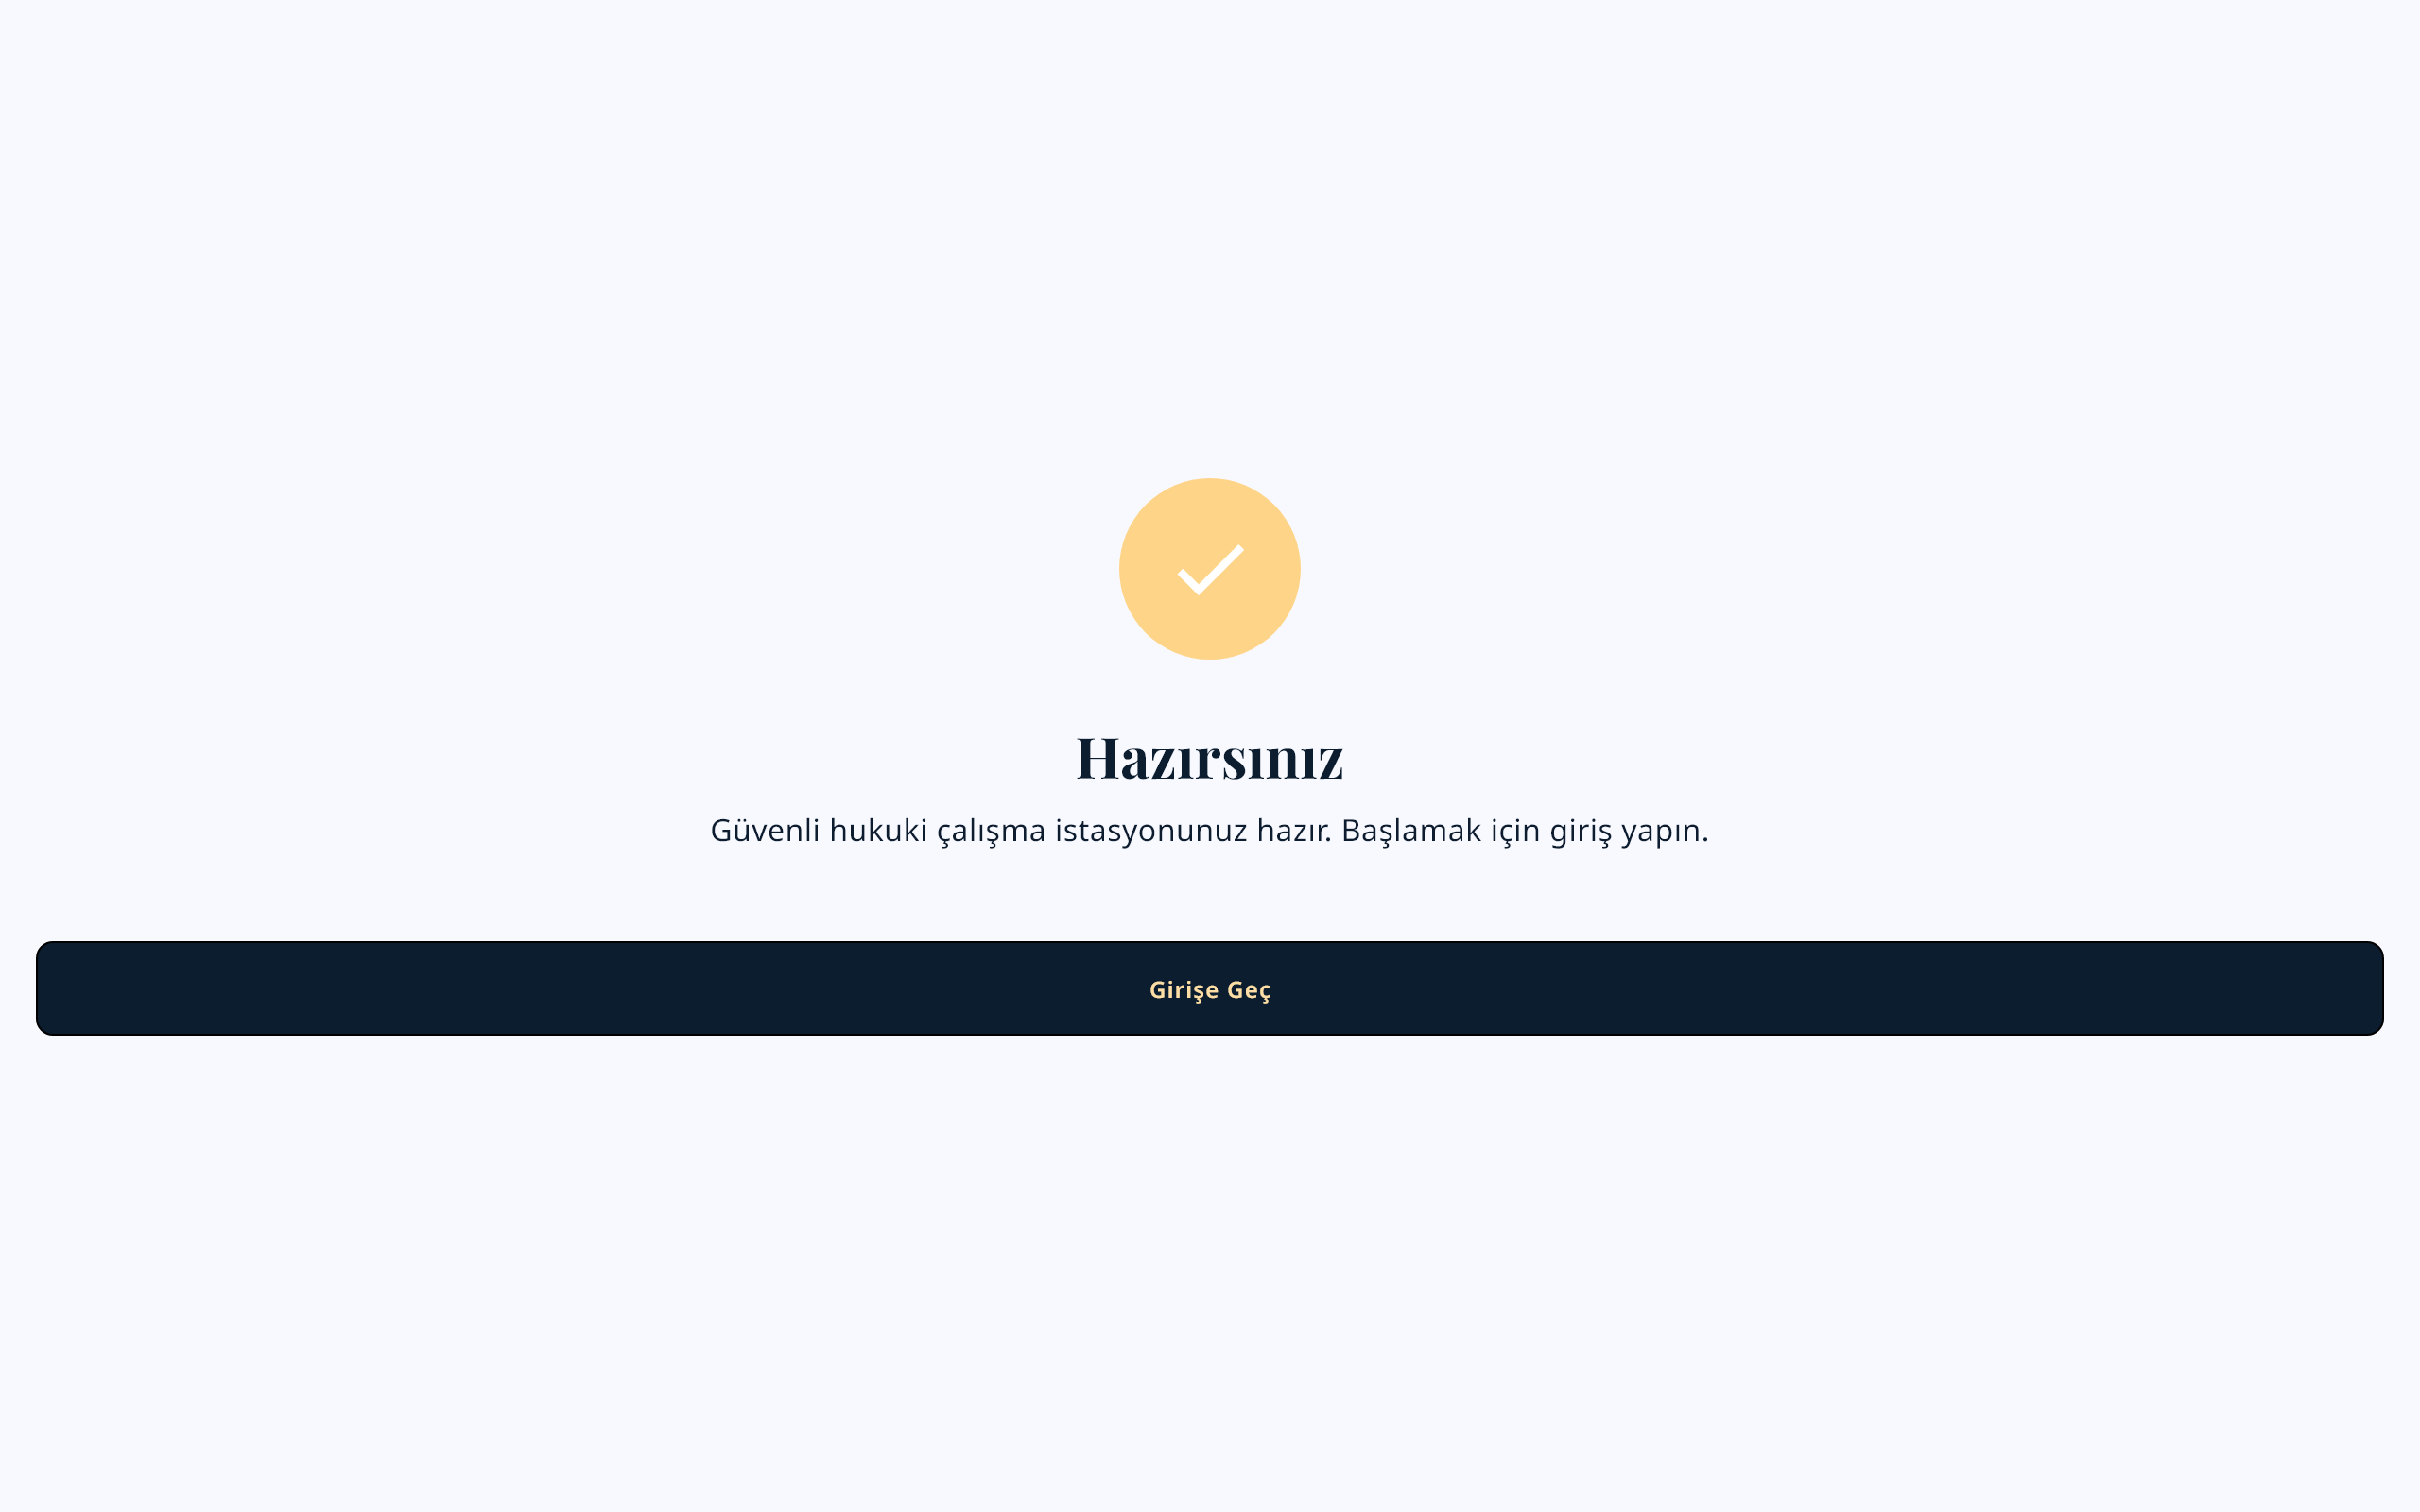 Hazırsınız
Güvenli hukuki çalışma istasyonunuz hazır. Başlamak için giriş yapın.
Girişe Geç